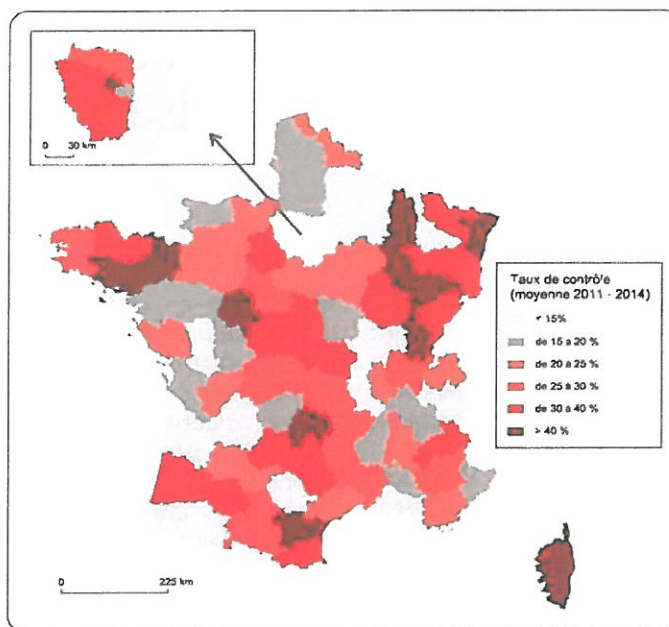 0 30 km
Taux de contrôle
(moyenne 2011 - 2014)
< 15%
de 15 à 20 %
de 20 à 25 %
de 25 à 30 %
de 30 à 40 %
> 40 %
0 225 km